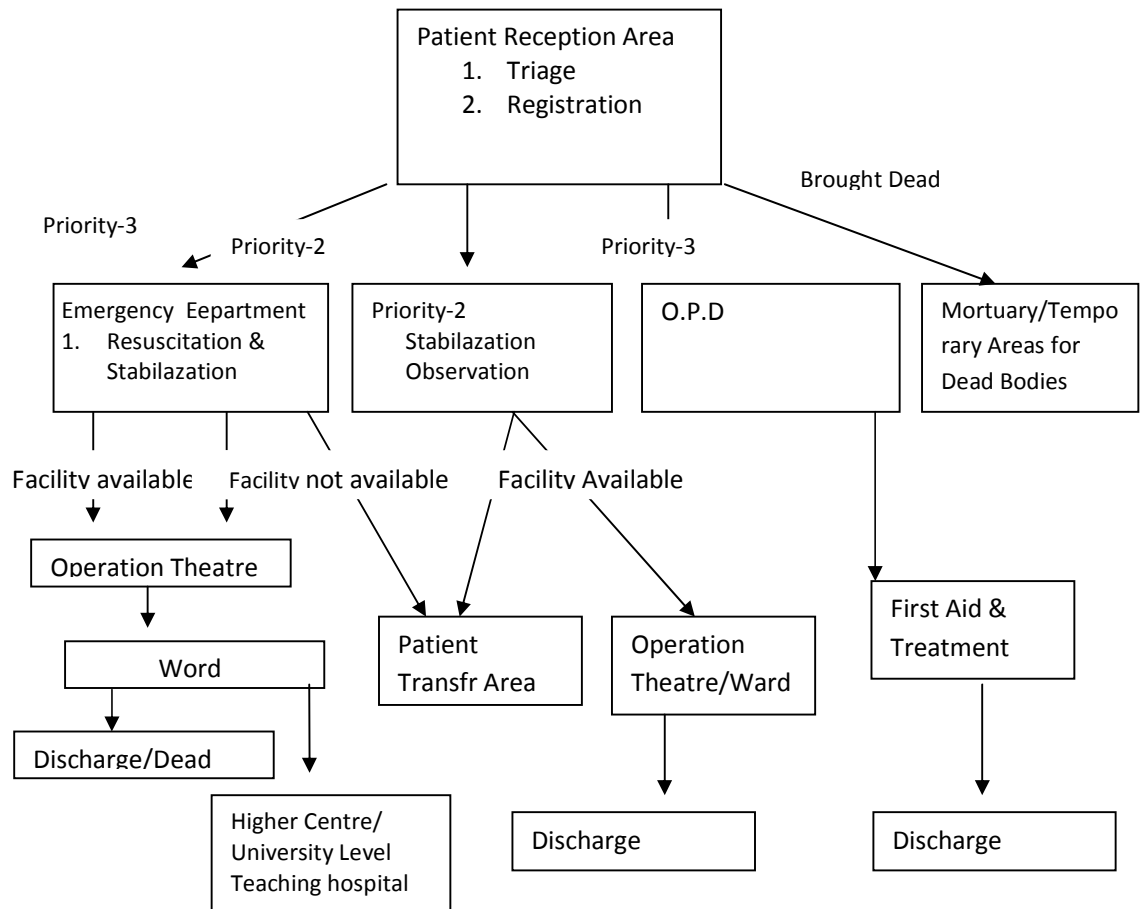 Patient Reception Area
1. Triage
2. Registration
Brought Dead
Priority-3
Priority-2
Priority-3
Emergency Eepartment
1. Resuscitation &
Stabilazation
Priority-2
Stabilazation
Observation
O.P.D
Mortuary/Tempo
rary Areas for
Dead Bodies
Facility available
Facility not available
Facility Available
Operation Theatre
Word
Discharge/Dead
Higher Centre/
University Level
Teaching hospital
Patient
Transfr Area
Operation
Theatre/Ward
Discharge
First Aid &
Treatment
Discharge